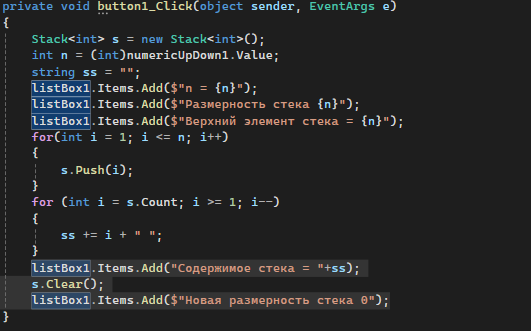 private void button1_Click(object sender, EventArgs e)
{
Stack<int> s = new Stack<int>();
int n = (int)numericUpDown1.Value;
string ss = "";
listBox1.Items.Add($"n = {n}");
listBox1.Items.Add($"Размерность стека {n}");
listBox1.Items.Add($"Верхний элемент стека = {n}");
for(int i = 1; i <= n; i++)
{
s.Push(i);
}
for (int i = s.Count; i >= 1; i--)
{
ss += i + " ";
}
listBox1.Items.Add("Содержимое стека = "+ss);
s.Clear();
listBox1.Items.Add($"Новая размерность стека 0");
}